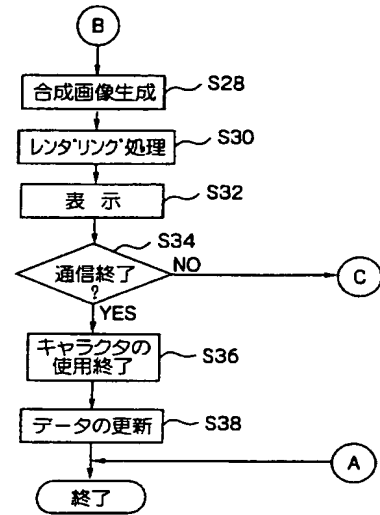 B
合成画像生成 S28
レンダリング処理 S30
表示 S32
S34
通信終了
?
NO
C
YES
キャラクタの
使用終了 S36
データの更新 S38
A
終了